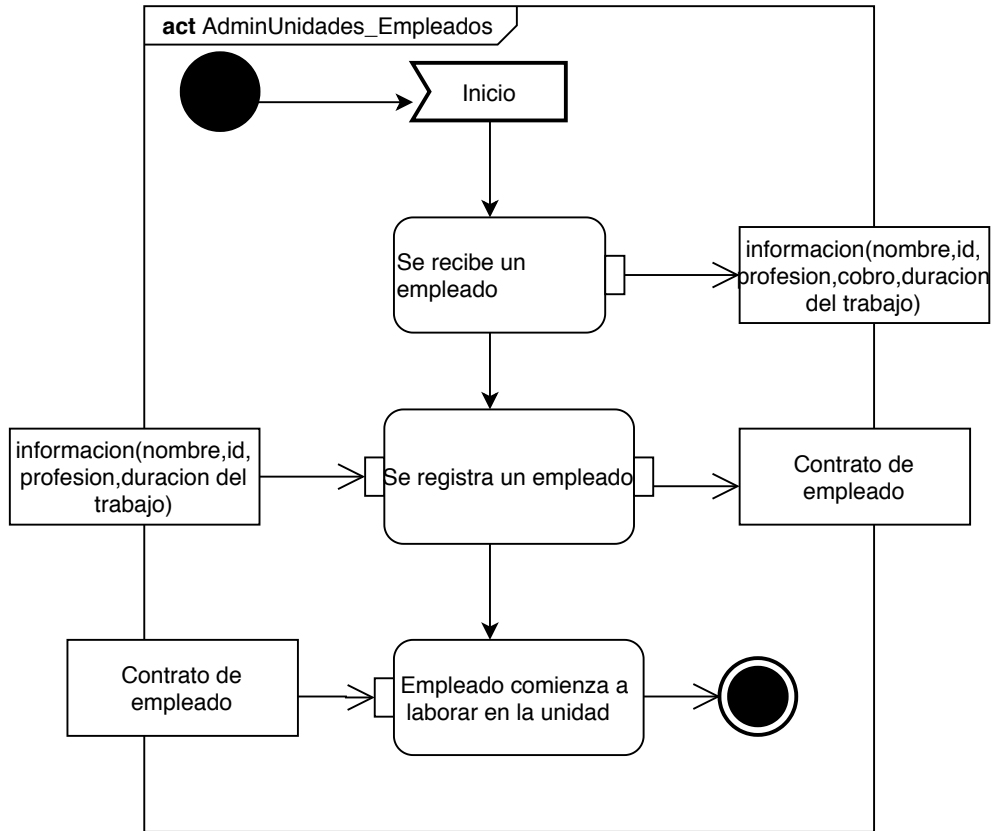 act AdminUnidades_Empleados
Inicio
Se recibe un
empleado
informacion(nombre,id,
profesion,cobro,duracion
del trabajo)
informacion(nombre,id,
profesion,duracion del
trabajo)
Se registra un empleado
Contrato de
empleado
Contrato de
empleado
Empleado comienza a
laborar en la unidad